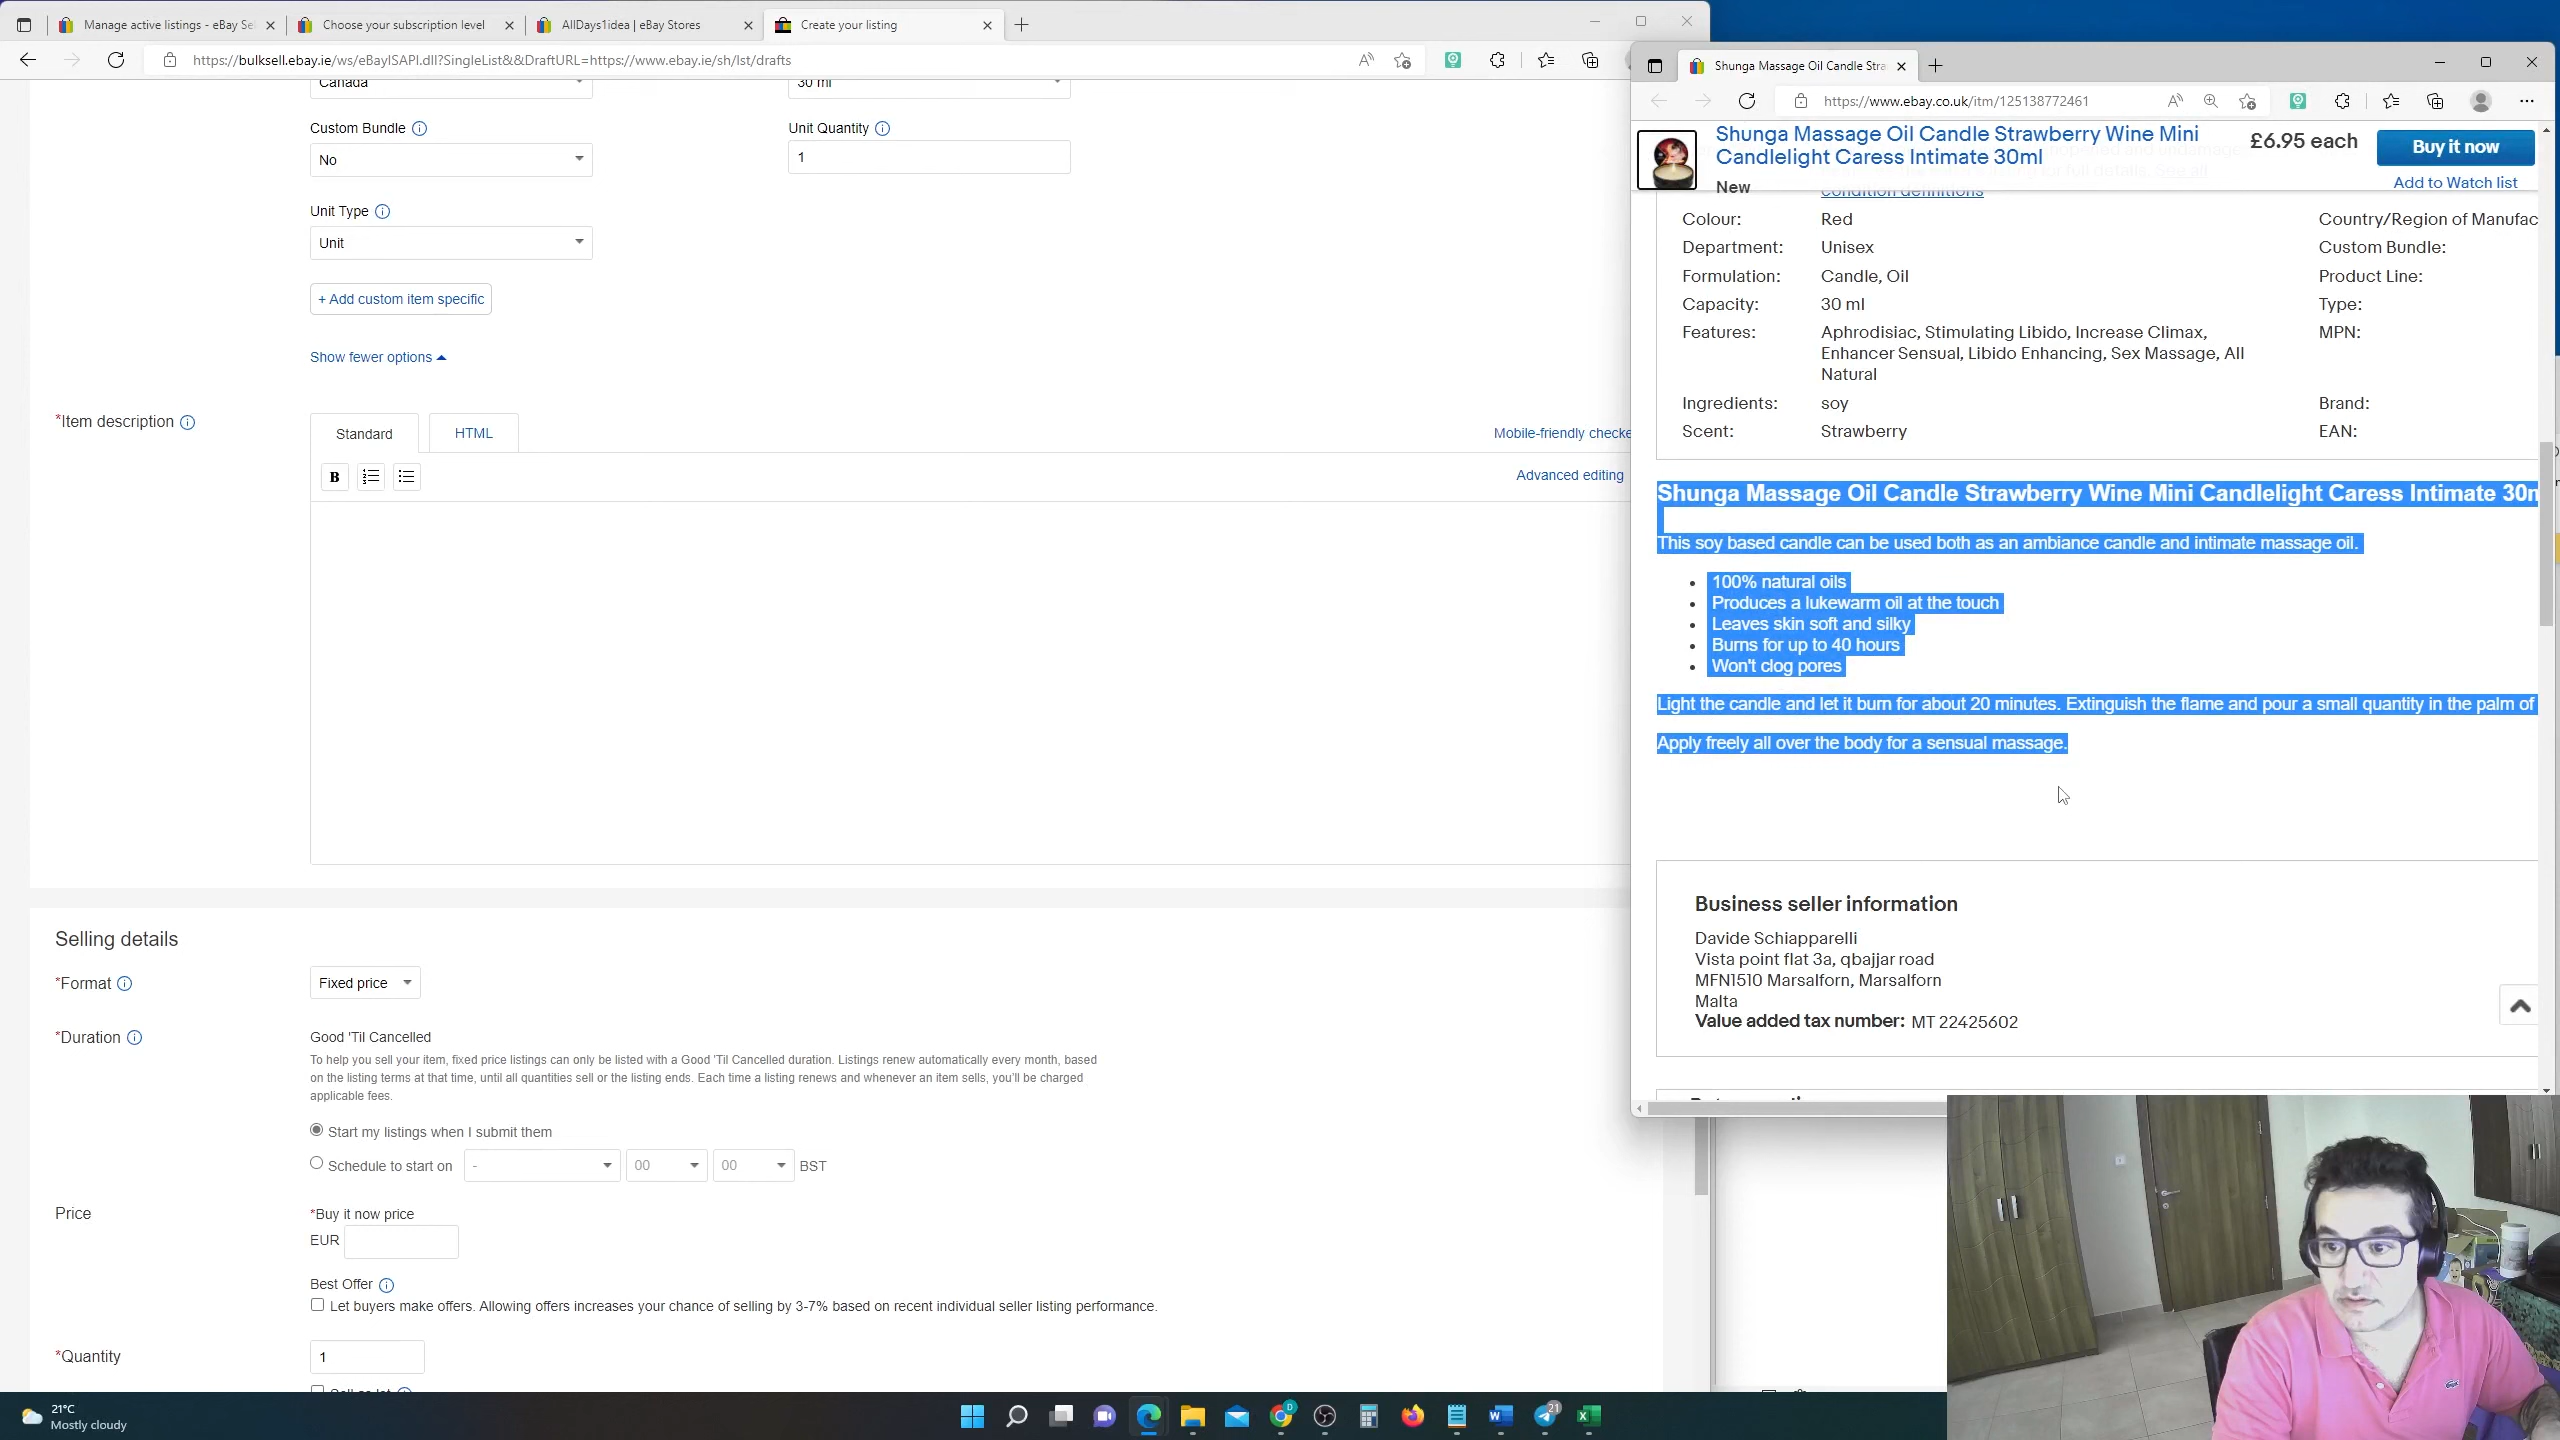 Manage active listings - eBay Se
Choose your subscription level
AllDays1idea | eBay Stores
Create your listing
https://bulksell.ebay.ie/ws/eBayISAPI.dll?SingleList&&DraftURL=https://www.ebay.ie/sh/lst/drafts
Canada
30 ml
Custom Bundle
Unit Quantity
No
1
Unit Type
Unit
+ Add custom item specific
Show fewer options
*Item description
Standard
HTML
Mobile-friendly checke
B
Advanced editing
Selling details
*Format
Fixed price
*Duration
Good 'Til Cancelled
To help you sell your item, fixed price listings can only be listed with a Good 'Til Cancelled duration. Listings renew automatically every month, based
on the listing terms at that time, until all quantities sell or the listing ends. Each time a listing renews and whenever an item sells, you'll be charged
applicable fees.
Start my listings when I submit them
Schedule to start on
-
00
00
BST
Price
*Buy it now price
EUR
Best Offer
Let buyers make offers. Allowing offers increases your chance of selling by 3-7% based on recent individual seller listing performance.
*Quantity
1
Shunga Massage Oil Candle Stra
https://www.ebay.co.uk/itm/125138772461
Shunga Massage Oil Candle Strawberry Wine Mini
Candlelight Caress Intimate 30ml
£6.95 each
Buy it now
New
Add to Watch list
condition definitions
Colour:
Red
Country/Region of Manufac
Department:
Unisex
Custom Bundle:
Formulation:
Candle, Oil
Product Line:
Capacity:
30 ml
Type:
Features:
Aphrodisiac, Stimulating Libido, Increase Climax,
MPN:
Enhancer Sensual, Libido Enhancing, Sex Massage, All
Natural
Ingredients:
soy
Brand:
Scent:
Strawberry
EAN:
Shunga Massage Oil Candle Strawberry Wine Mini Candlelight Caress Intimate 30m
This soy based candle can be used both as an ambiance candle and intimate massage oil.
100% natural oils
Produces a lukewarm oil at the touch
Leaves skin soft and silky
Burns for up to 40 hours
Won't clog pores
Light the candle and let it burn for about 20 minutes. Extinguish the flame and pour a small quantity in the palm of
Apply freely all over the body for a sensual massage.
Business seller information
Davide Schiapparelli
Vista point flat 3a, qbajjar road
MFN1510 Marsalforn, Marsalforn
Malta
Value added tax number: MT 22425602
21°C
Mostly cloudy
D
21